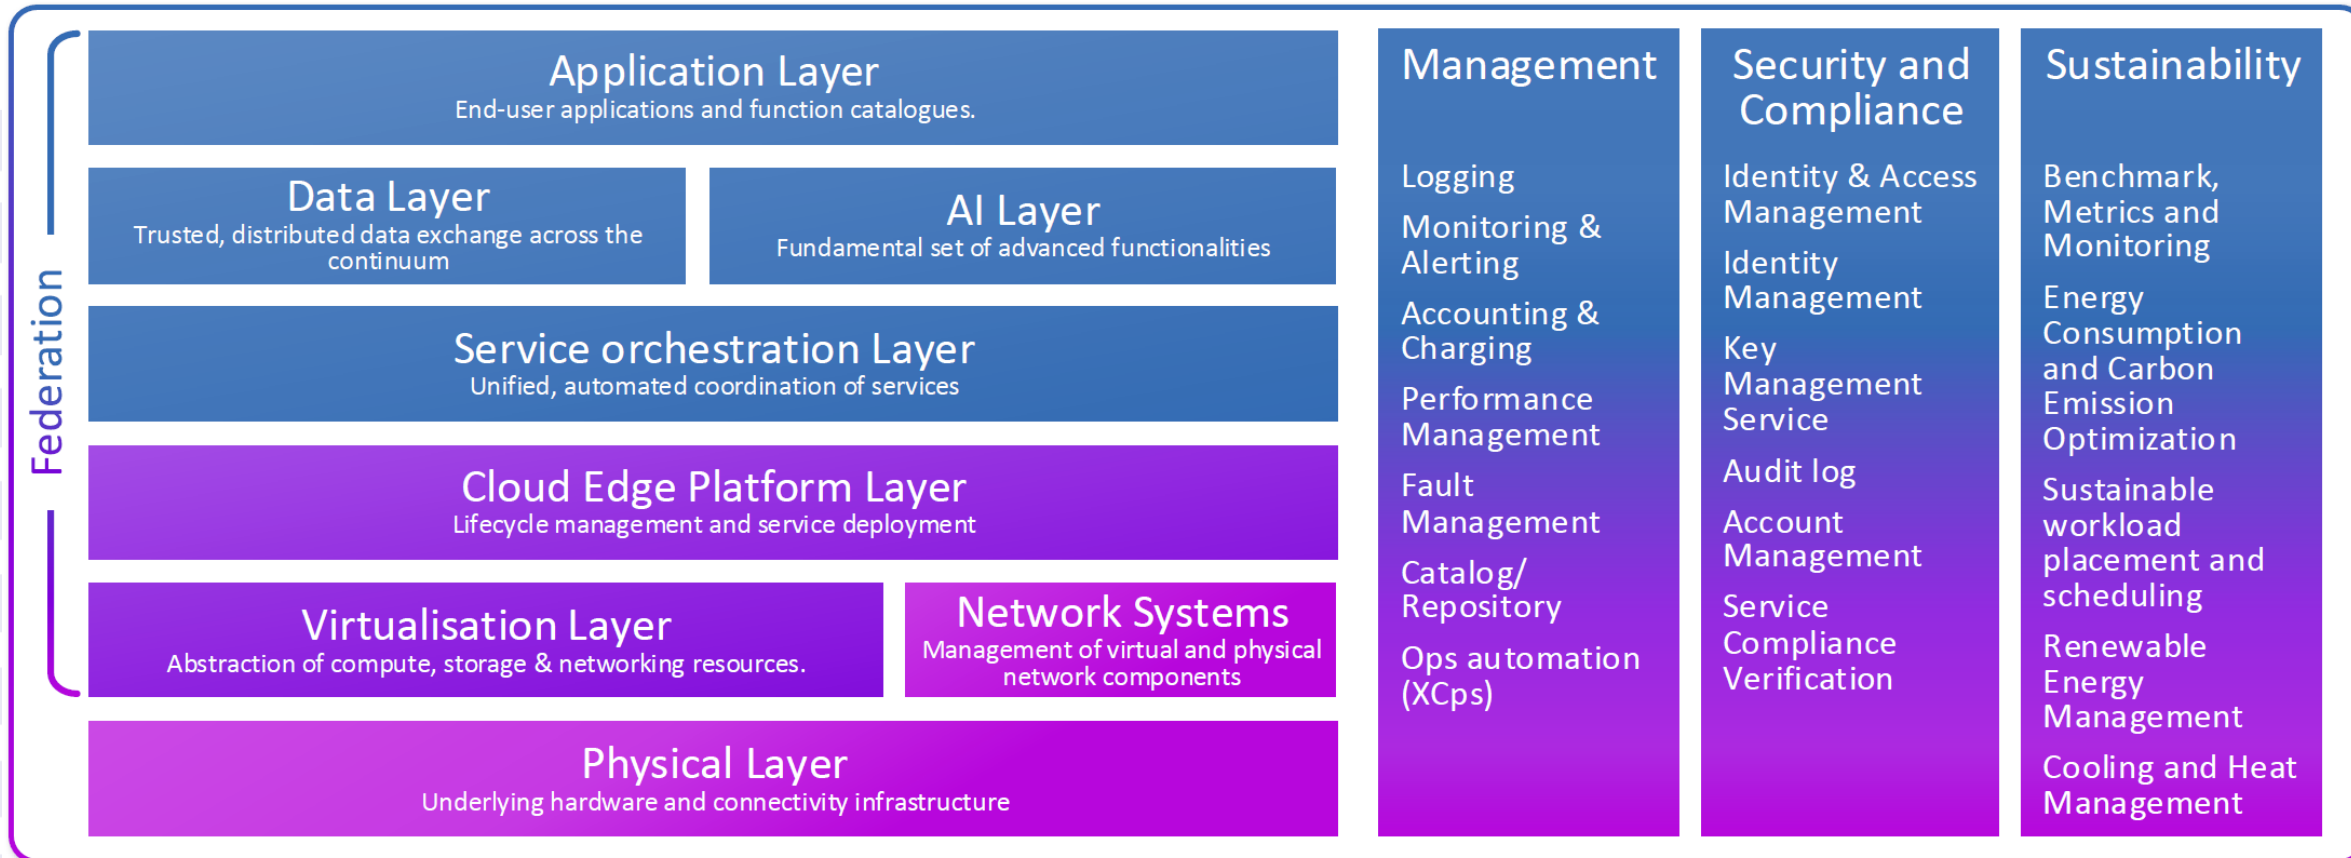 Federation
Application Layer
End-user applications and function catalogues.
Data Layer
Trusted, distributed data exchange across the
continuum
AI Layer
Fundamental set of advanced functionalities
Service orchestration Layer
Unified, automated coordination of services
Cloud Edge Platform Layer
Lifecycle management and service deployment
Virtualisation Layer
Abstraction of compute, storage & networking resources.
Network Systems
Management of virtual and physical
network components
Physical Layer
Underlying hardware and connectivity infrastructure
Management
Logging
Monitoring &
Alerting
Accounting &
Charging
Performance
Management
Fault
Management
Catalog/
Repository
Ops automation
(XCps)
Security and
Compliance
Identity & Access
Management
Identity
Management
Key
Management
Service
Audit log
Account
Management
Service
Compliance
Verification
Sustainability
Benchmark,
Metrics and
Monitoring
Energy
Consumption
and Carbon
Emission
Optimization
Sustainable
workload
placement and
scheduling
Renewable
Energy
Management
Cooling and Heat
Management